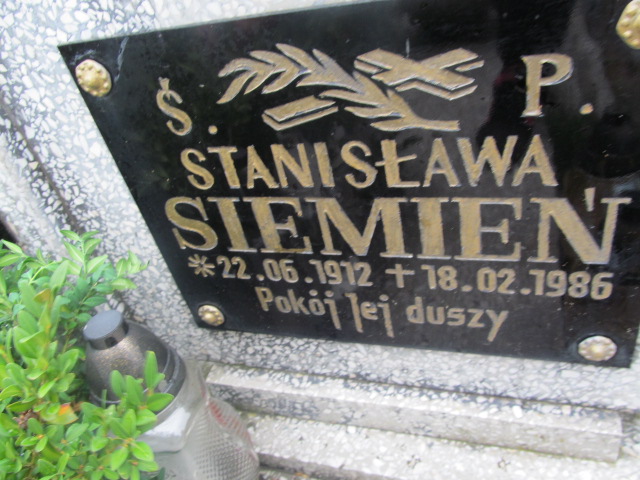 Ś. P.
STANISŁAWA
SIEMIEŃ
* 22.06.1912 + 18.02.1986
Pokój Jej duszy